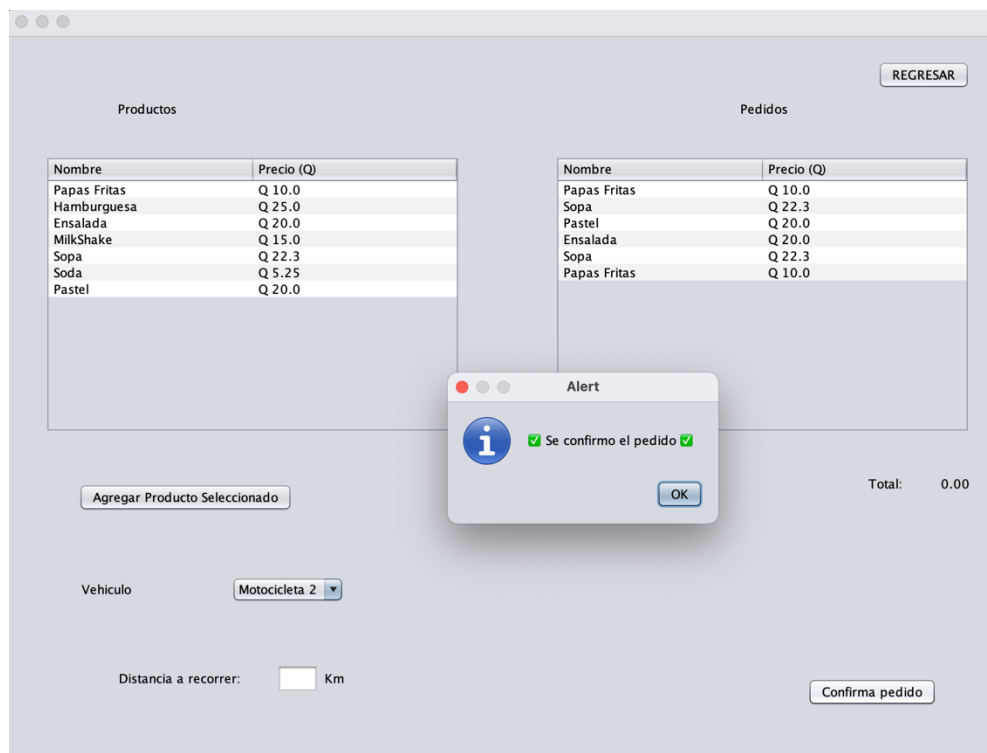 REGRESAR
Productos
Pedidos
Nombre Precio (Q)
Papas Fritas Q 10.0
Hamburguesa Q 25.0
Ensalada Q 20.0
MilkShake Q 15.0
Sopa Q 22.3
Soda Q 5.25
Pastel Q 20.0
Nombre Precio (Q)
Papas Fritas Q 10.0
Sopa Q 22.3
Pastel Q 20.0
Ensalada Q 20.0
Sopa Q 22.3
Papas Fritas Q 10.0
Alert
✅ Se confirmo el pedido ✅
OK
Agregar Producto Seleccionado
Total: 0.00
Vehiculo Motocicleta 2
Distancia a recorrer: Km
Confirma pedido